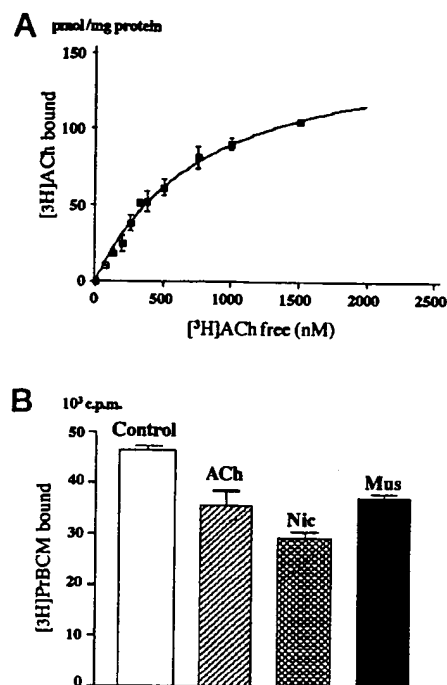 A pmol/mg protein
150
100
50
0
[3H]ACh bound
0 500 1000 1500 2000 2500
[³H]ACh free (nM)
B 10³ c.p.m.
50
40
30
20
10
0
[3H]PrBCM bound
Control
ACh
Nic
Mus